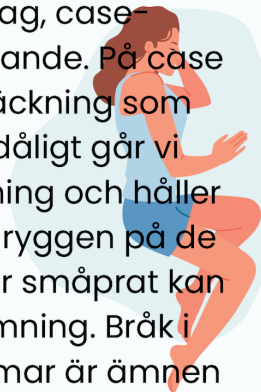 ag, case-
ande. På case
äckning som
dåligt går vi
ning och håller
ryggen på de
r småprat kan
mning. Bråk i
mar är ämnen